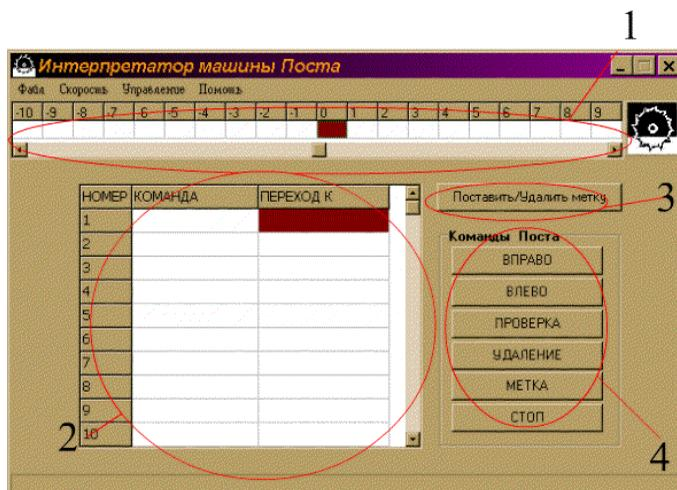 1
Интерпретатор машины Поста
Файл Скорость Управление Помощь
-10 -9 -8 -7 -6 -5 -4 -3 -2 -1 0 1 2 3 4 5 6 7 8 9
НОМЕР КОМАНДА ПЕРЕХОД К
1
2
3
4
5
6
7
8
9
10
2
Поставить/Удалить метку
3
Команды Поста
ВПРАВО
ВЛЕВО
ПРОВЕРКА
УДАЛЕНИЕ
МЕТКА
СТОП
4